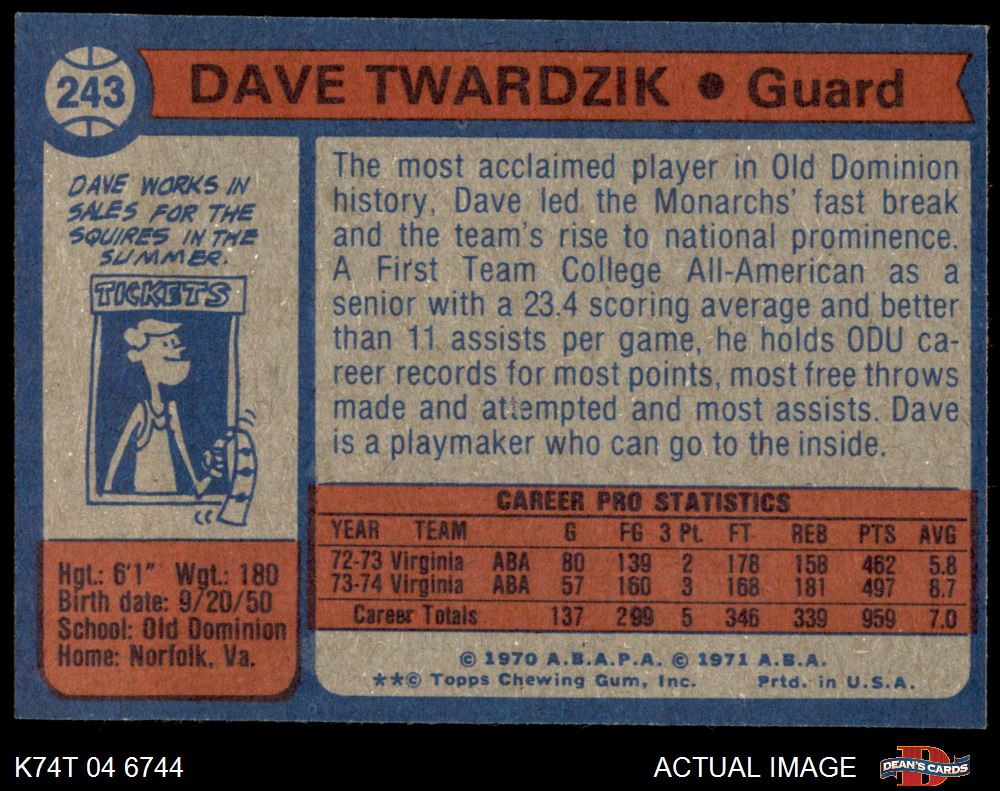 243
DAVE TWARDZIK ● Guard
DAVE WORKS IN
SALES FOR THE
SQUIRES IN THE
SUMMER.
TICKETS
Hgt.: 6'1" Wgt.: 180
Birth date: 9/20/50
School: Old Dominion
Home: Norfolk, Va.
The most acclaimed player in Old Dominion
history, Dave led the Monarchs' fast break
and the team's rise to national prominence.
A First Team College All-American as a
senior with a 23.4 scoring average and better
than 11 assists per game, he holds ODU ca-
reer records for most points, most free throws
made and attempted and most assists. Dave
is a playmaker who can go to the inside.
CAREER PRO STATISTICS
YEAR TEAM G FG 3 Pt. FT REB PTS AVG
72-73 Virginia ABA 80 139 2 178 158 462 5.8
73-74 Virginia ABA 57 160 3 168 181 497 8.7
Career Totals 137 299 5 346 339 959 7.0
© 1970 A.B.A.P.A. © 1971 A.B.A.
**© Topps Chewing Gum, Inc. Prtd. in U.S.A.
K74T 04 6744
ACTUAL IMAGE
D
DEAN'S CARDS